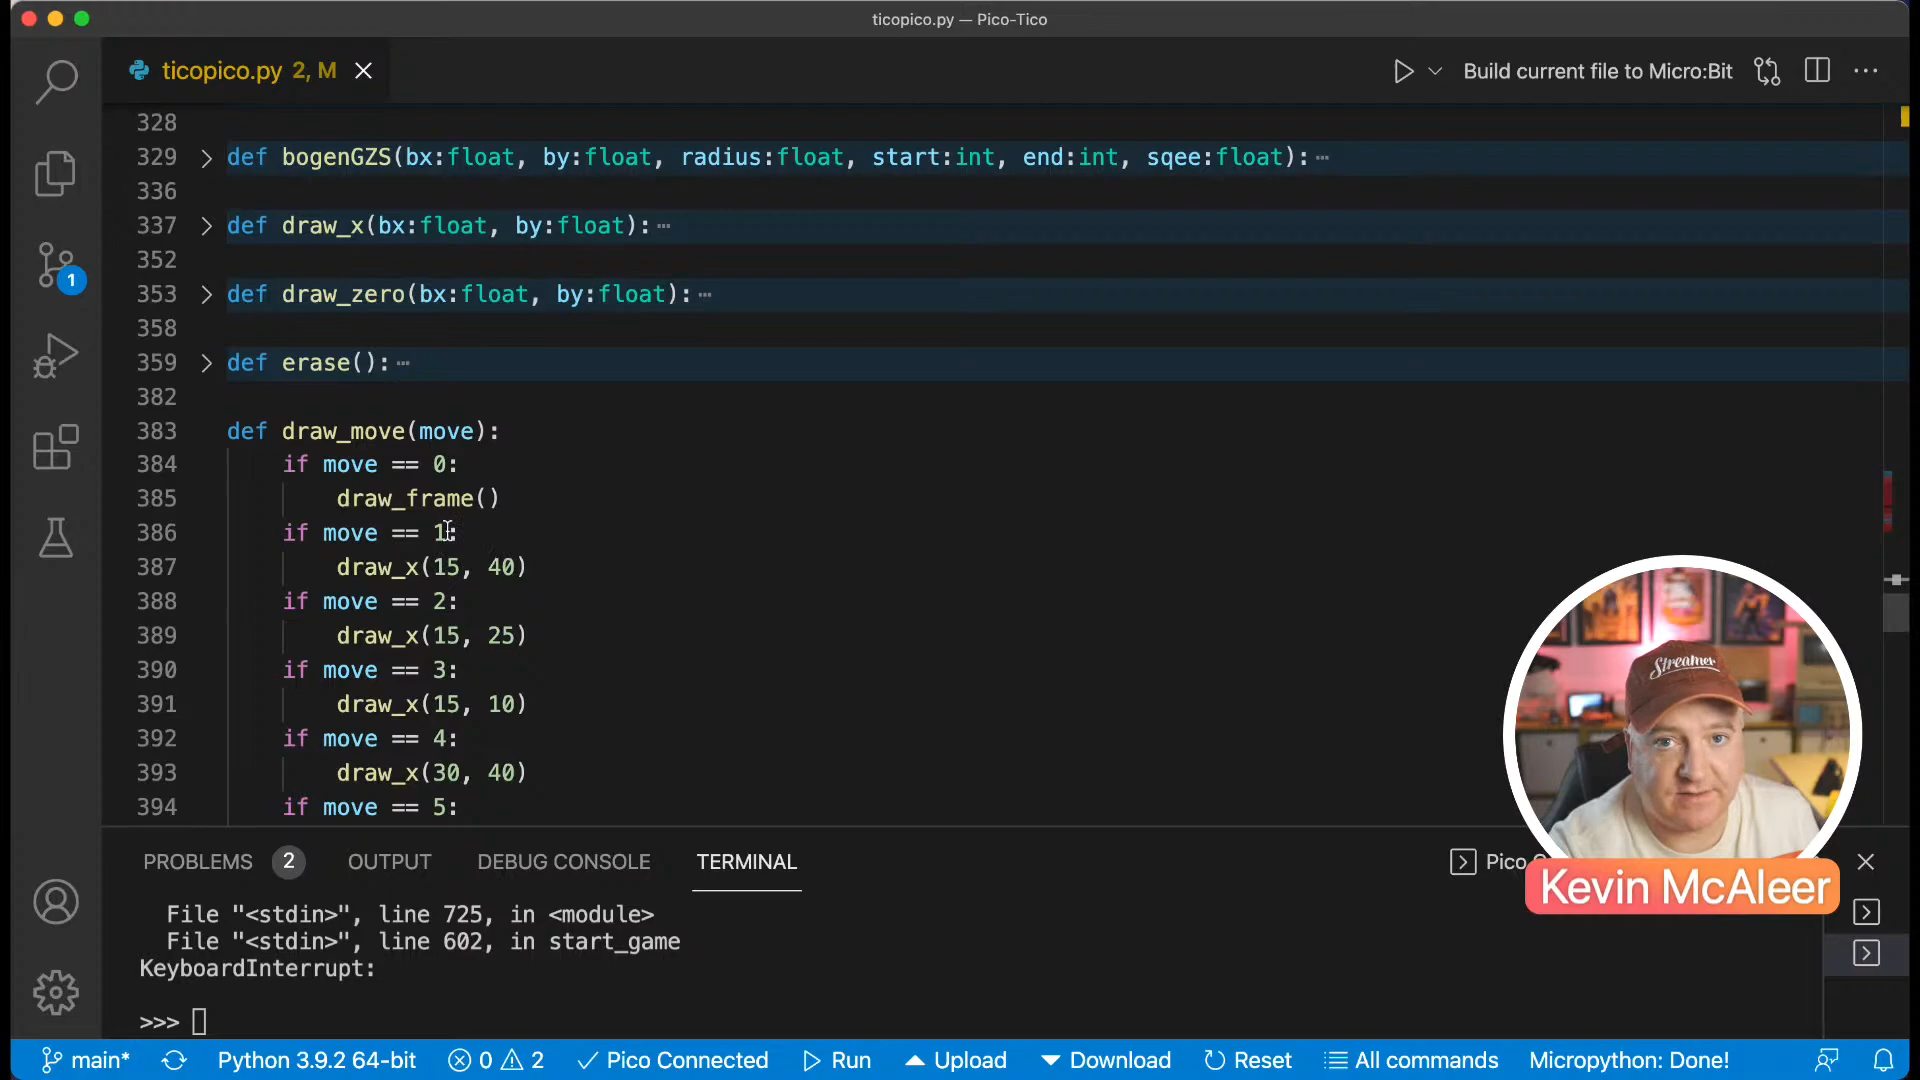 ticopico.py — Pico-Tico
ticopico.py 2, M
Build current file to Micro:Bit
328
329 def bogenGZS(bx:float, by:float, radius:float, start:int, end:int, sqee:float):
336
337 def draw_x(bx:float, by:float):
352
353 def draw_zero(bx:float, by:float):
358
359 def erase():
382
383 def draw_move(move):
384 if move == 0:
385 draw_frame()
386 if move == 1:
387 draw_x(15, 40)
388 if move == 2:
389 draw_x(15, 25)
390 if move == 3:
391 draw_x(15, 10)
392 if move == 4:
393 draw_x(30, 40)
394 if move == 5:
1
Streamer
Kevin McAleer
PROBLEMS 2 OUTPUT DEBUG CONSOLE TERMINAL
Pico
File "<stdin>", line 725, in <module>
File "<stdin>", line 602, in start_game
KeyboardInterrupt:
>>>
main* Python 3.9.2 64-bit 0 2 Pico Connected Run Upload Download Reset All commands Micropython: Done!